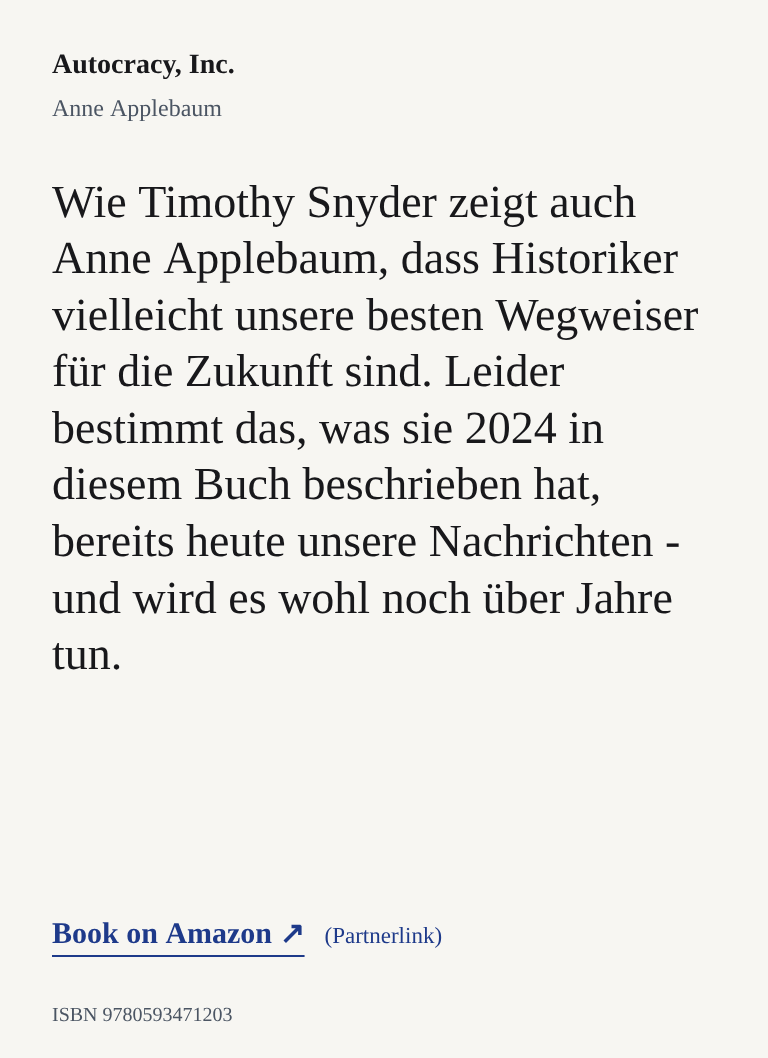 Autocracy, Inc.
Anne Applebaum
Wie Timothy Snyder zeigt auch
Anne Applebaum, dass Historiker
vielleicht unsere besten Wegweiser
für die Zukunft sind. Leider
bestimmt das, was sie 2024 in
diesem Buch beschrieben hat,
bereits heute unsere Nachrichten -
und wird es wohl noch über Jahre
tun.
Book on Amazon ↗ (Partnerlink)
ISBN 9780593471203